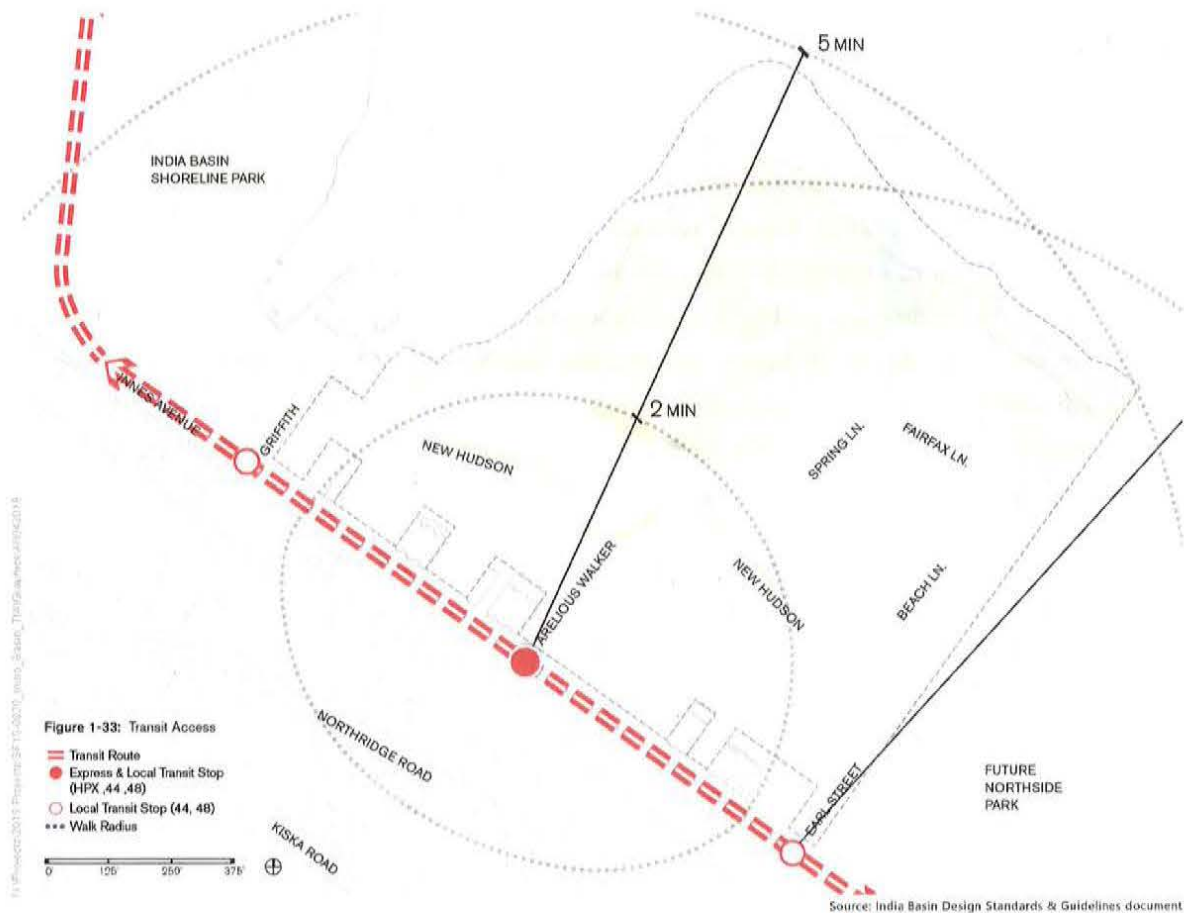 5 MIN
INDIA BASIN
SHORELINE PARK
2 MIN
INNES AVENUE
GRIFFITH
NEW HUDSON
SPRING LN.
FAIRFAX LN.
ARELIOUS WALKER
NEW HUDSON
BEACH LN.
NORTHRIDGE ROAD
EARL STREET
FUTURE
NORTHSIDE
PARK
KISKA ROAD
Figure 1-33: Transit Access
Transit Route
Express & Local Transit Stop
(HPX ,44 ,48)
Local Transit Stop (44, 48)
Walk Radius
0 125' 250' 375'
Source: India Basin Design Standards & Guidelines document